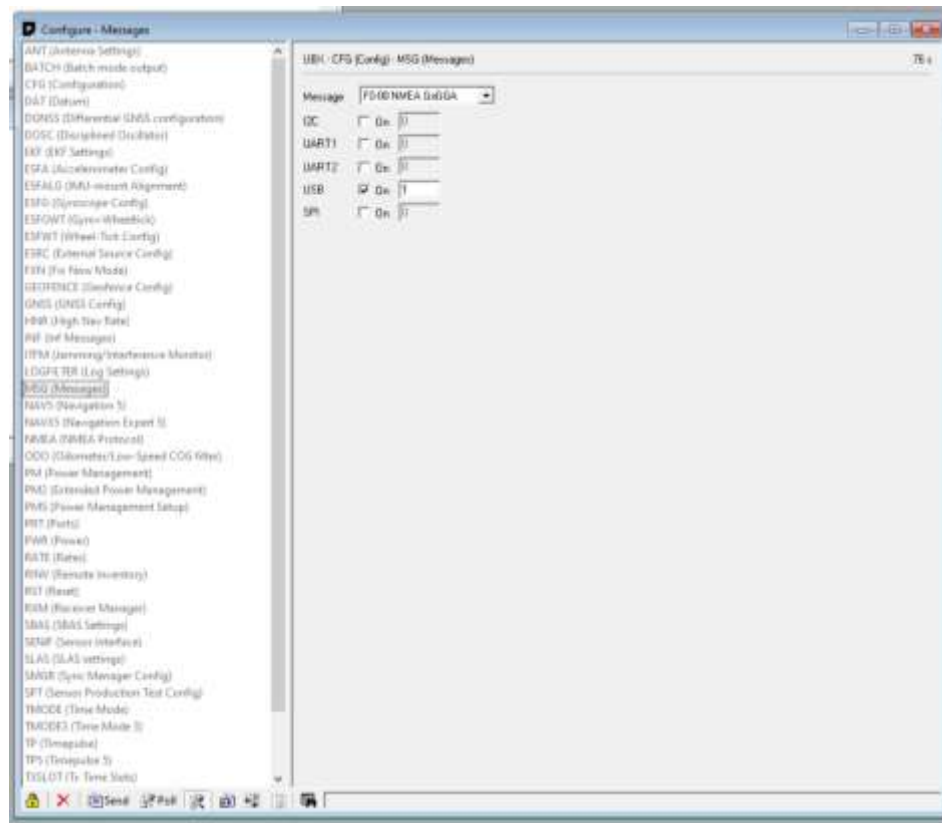 Configure - Messages
ANT (Antenna Settings)
BATCH (Batch mode output)
CFG (Configuration)
DAT (Datum)
DGNSS (Differential GNSS configuration)
DOSC (Disciplined Oscillator)
EKF (EKF Settings)
ESFA (Accelerometer Config)
ESFALG (IMU-mount Alignment)
ESFG (Gyroscope Config)
ESFGWT (Gyro+Wheeltick)
ESFWT (Wheel-Tick Config)
ESRC (External Source Config)
FXN (Fix Now Mode)
GEOFENCE (Geofence Config)
GNSS (GNSS Config)
HNR (High Nav Rate)
INF (Inf Messages)
ITFM (Jamming/Interference Monitor)
LOGFILTER (Log Settings)
MSG (Messages)
NAV5 (Navigation 5)
NAVX5 (Navigation Expert 5)
NMEA (NMEA Protocol)
ODO (Odometer/Low-Speed COG filter)
PM (Power Management)
PM2 (Extended Power Management)
PMS (Power Management Setup)
PRT (Ports)
PWR (Power)
RATE (Rates)
RINV (Remote Inventory)
RST (Reset)
RXM (Receiver Manager)
SBAS (SBAS Settings)
SENIF (Sensor Interface)
SLAS (SLAS settings)
SMGR (Sync Manager Config)
SPT (Sensor Production Test Config)
TMODE (Time Mode)
TMODE3 (Time Mode 3)
TP (Timepulse)
TP5 (Timepulse 5)
TXSLOT (Tx Time Slots)
UBX - CFG (Config) - MSG (Messages)
76 s
Message F0-00 NMEA GxGGA
I2C On 0
UART1 On 0
UART2 On 0
USB On 1
SPI On 0
Send Poll